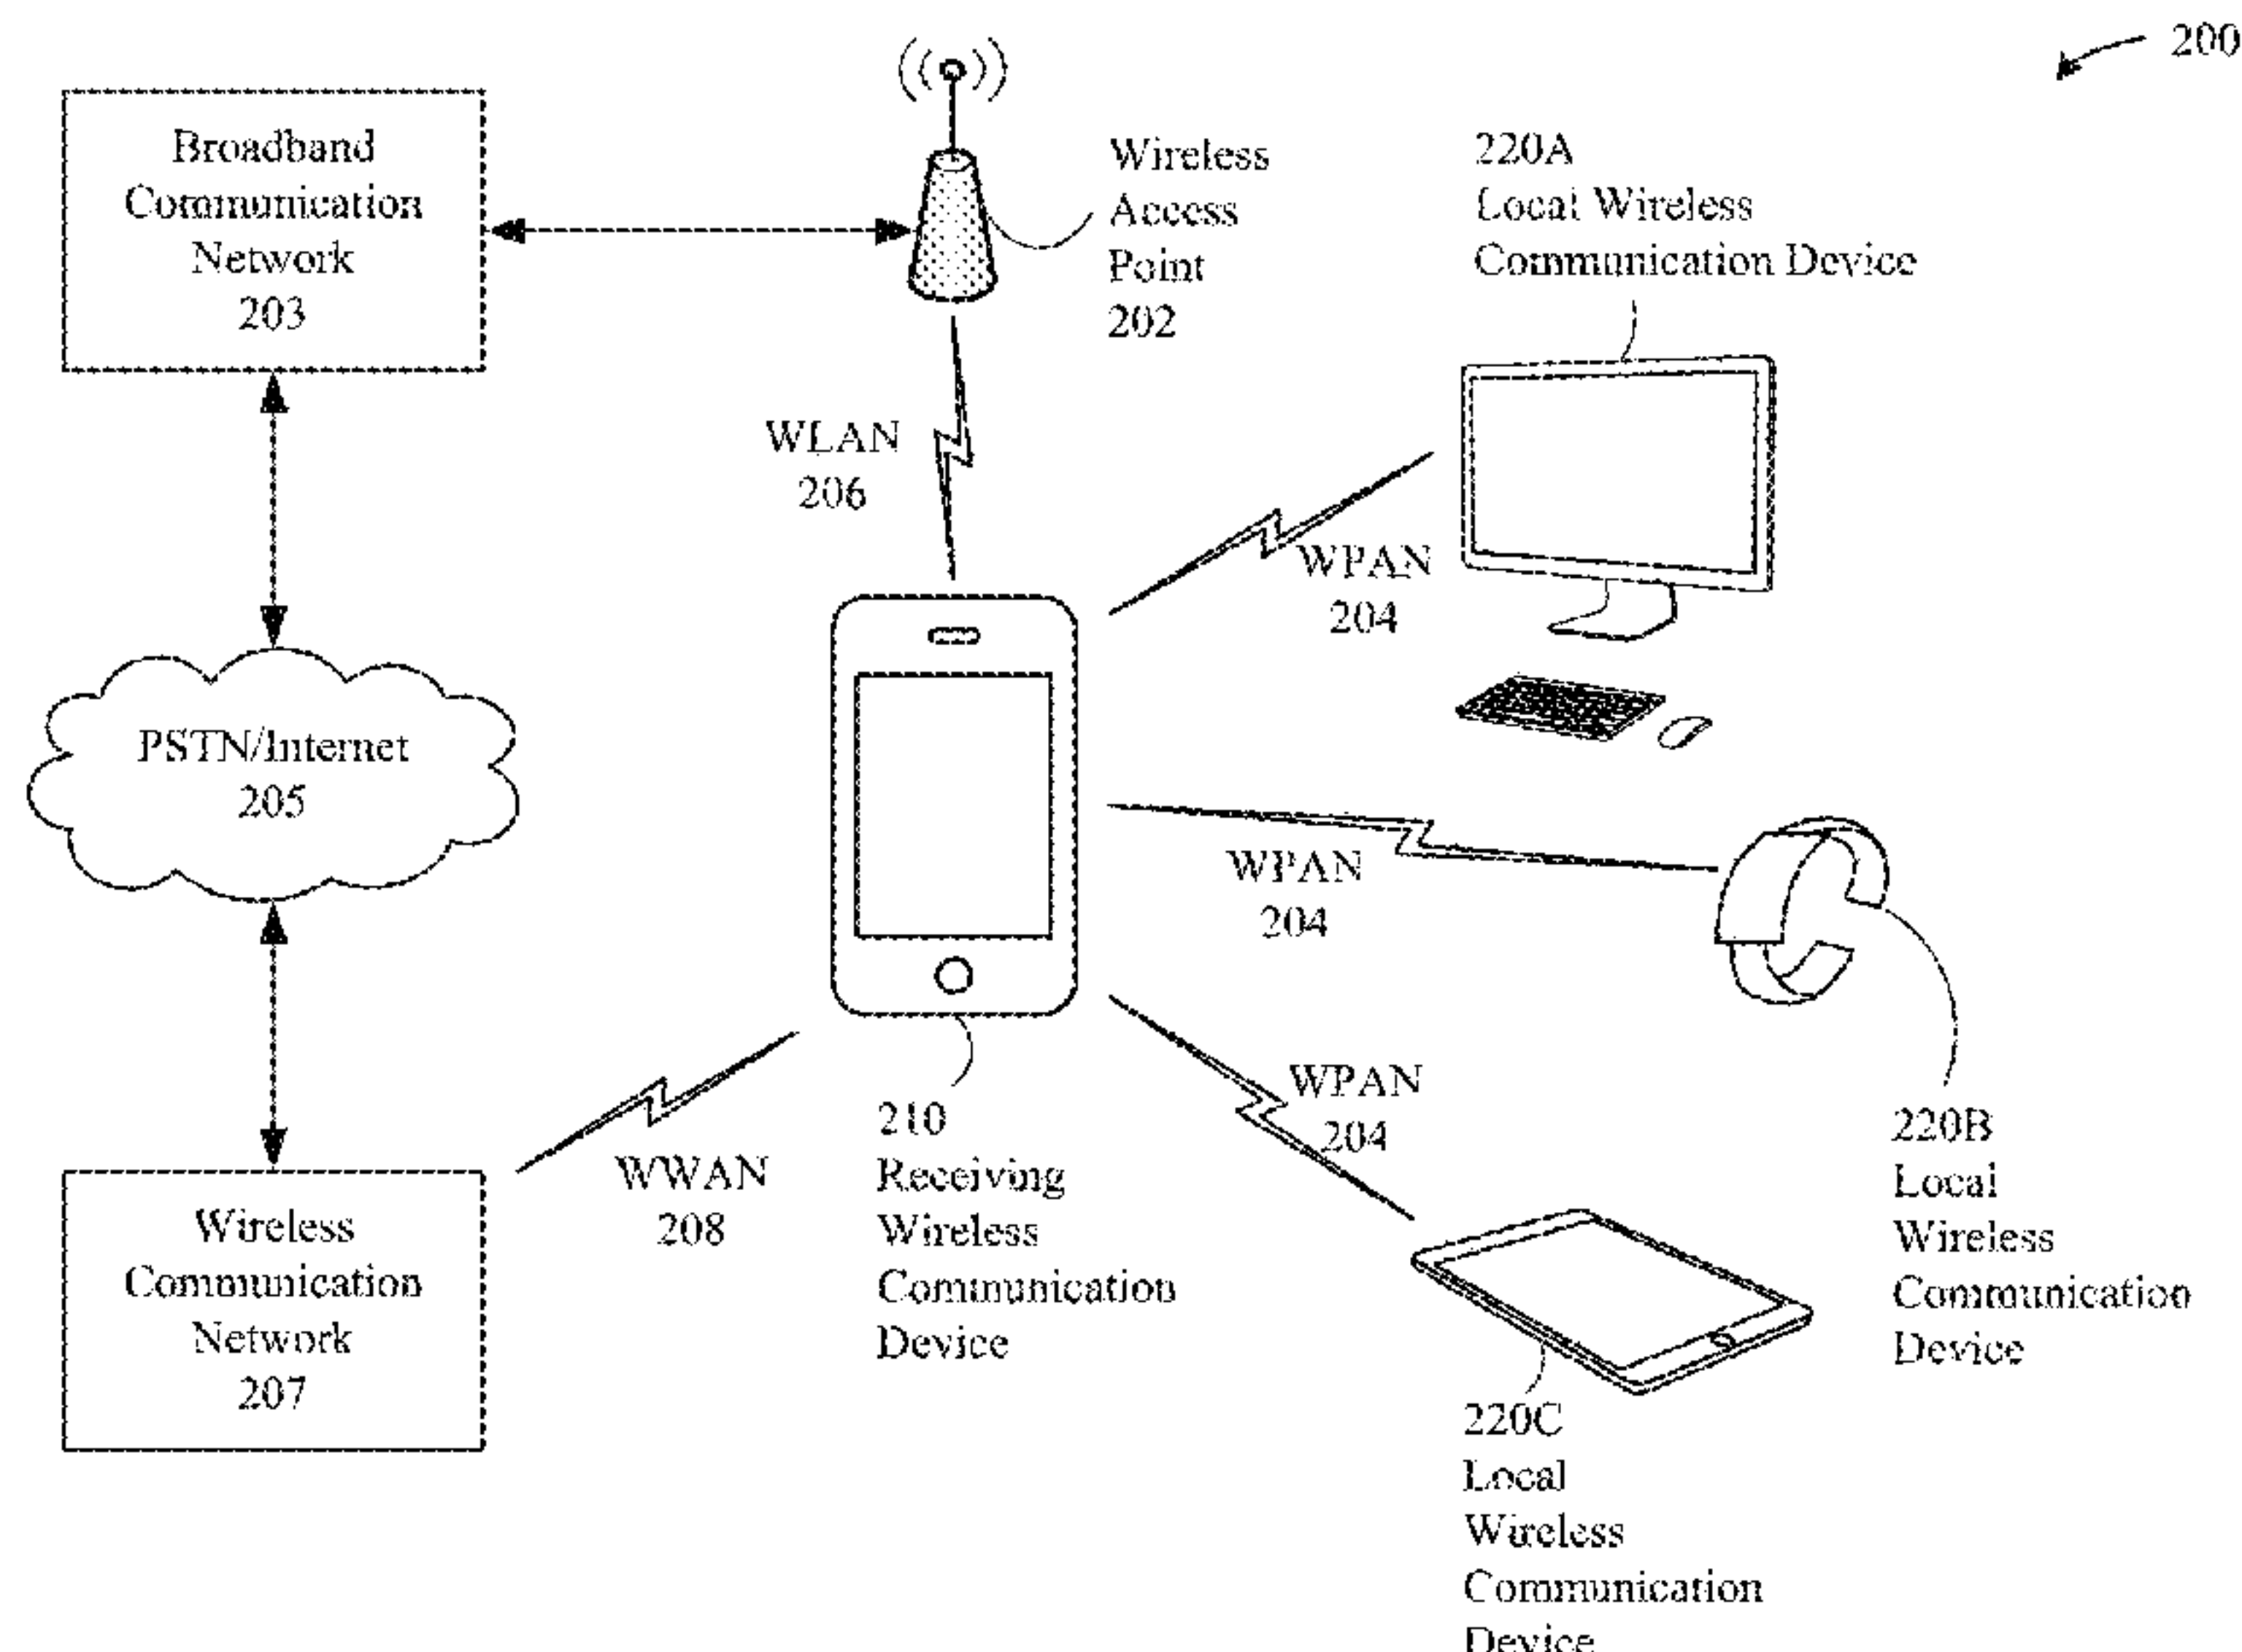 200
Broadband
Communication
Network
203
Wireless
Access
Point
202
220A
Local Wireless
Communication Device
WLAN
206
WPAN
204
PSTN/Internet
205
WPAN
204
WPAN
204
WWAN
208
210
Receiving
Wireless
Communication
Device
220B
Local
Wireless
Communication
Device
Wireless
Communication
Network
207
220C
Local
Wireless
Communication
Device